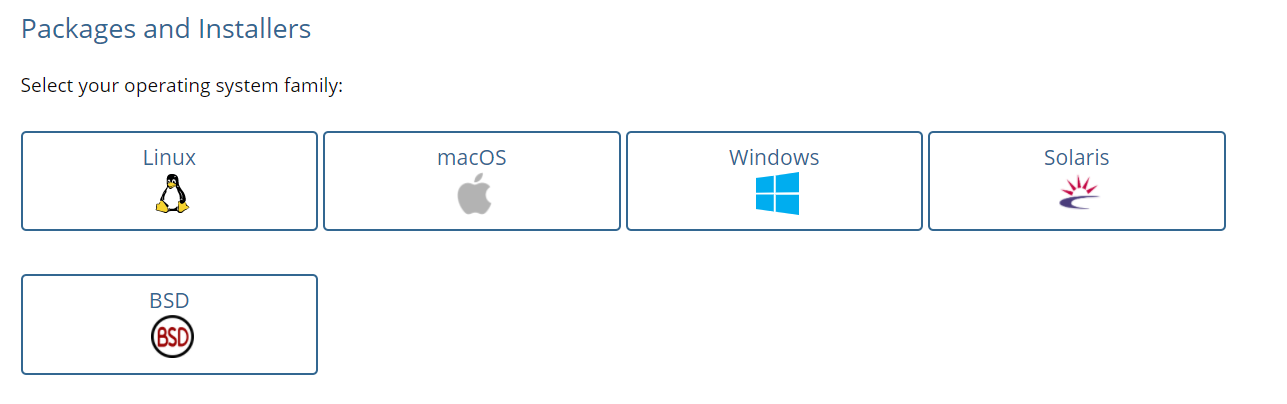 Packages and Installers
Select your operating system family:
Linux
macOS
Windows
Solaris
BSD
BSD